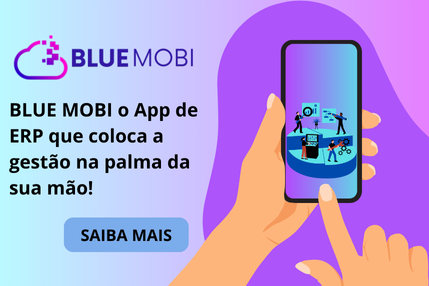 BLUE MOBI
BLUE MOBI o App de
ERP que coloca a
gestão na palma da
sua mão!
SAIBA MAIS